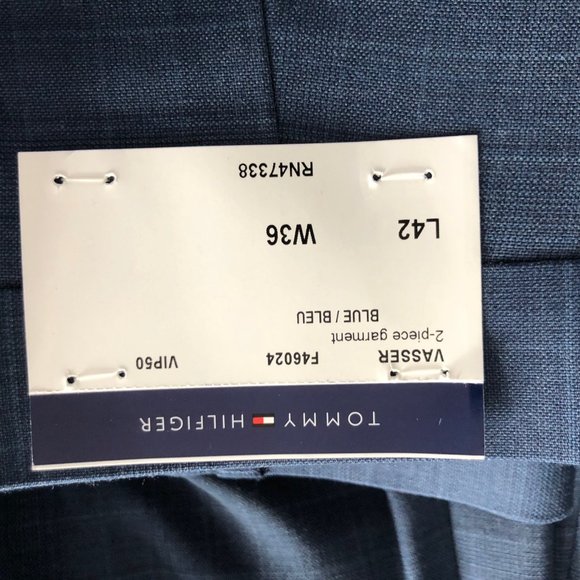 TOMMY HILFIGER
VASSER F46024 VIP50
2-piece garment
BLUE / BLEU
L42 W36
RN47338